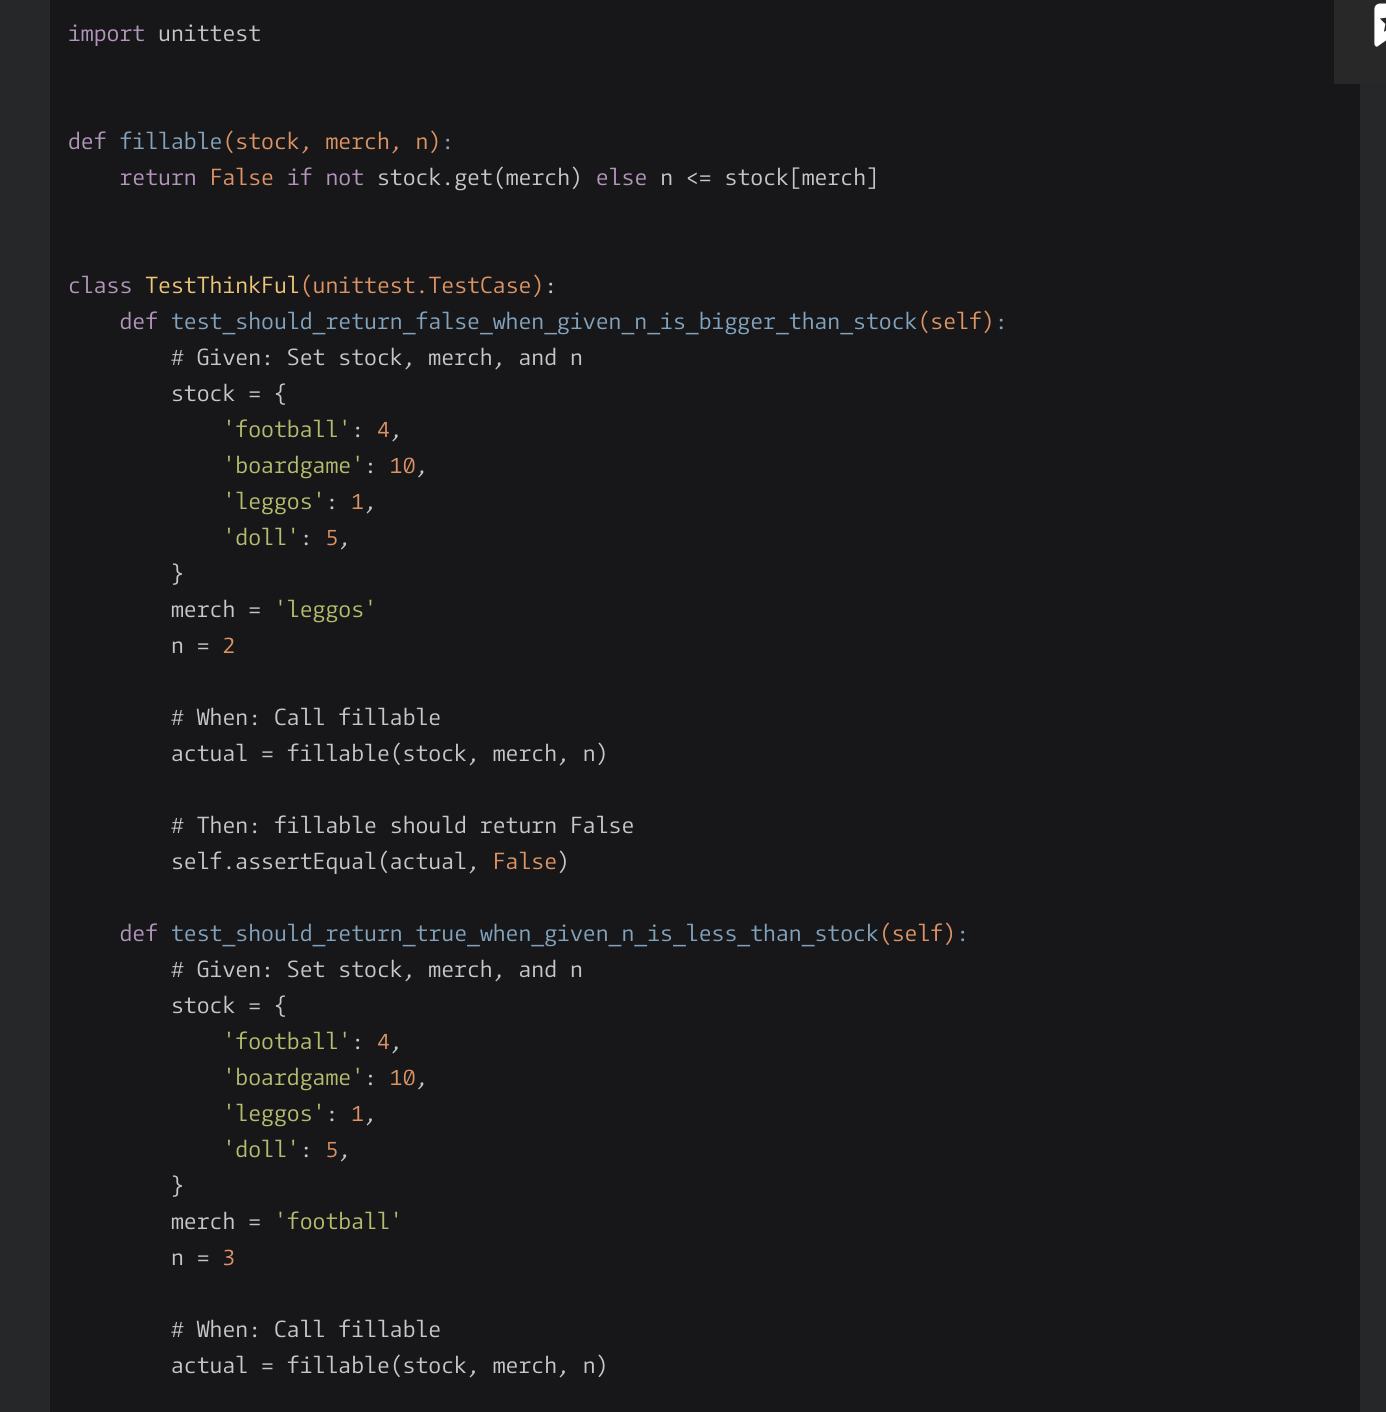 import unittest
def fillable(stock, merch, n):
    return False if not stock.get(merch) else n <= stock[merch]
class TestThinkFul(unittest.TestCase):
    def test_should_return_false_when_given_n_is_bigger_than_stock(self):
        # Given: Set stock, merch, and n
        stock = {
            'football': 4,
            'boardgame': 10,
            'leggos': 1,
            'doll': 5,
        }
        merch = 'leggos'
        n = 2
        # When: Call fillable
        actual = fillable(stock, merch, n)
        # Then: fillable should return False
        self.assertEqual(actual, False)
    def test_should_return_true_when_given_n_is_less_than_stock(self):
        # Given: Set stock, merch, and n
        stock = {
            'football': 4,
            'boardgame': 10,
            'leggos': 1,
            'doll': 5,
        }
        merch = 'football'
        n = 3
        # When: Call fillable
        actual = fillable(stock, merch, n)